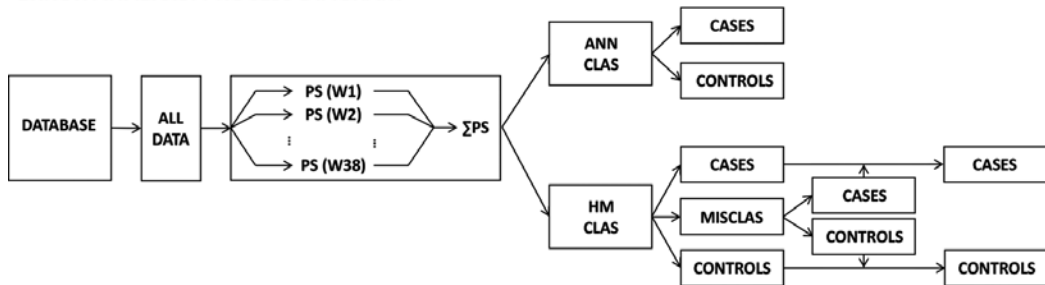 DATABASE
ALL
DATA
PS (W1)
PS (W2)
⋮ ⋮
PS (W38)
∑PS
ANN
CLAS
CASES
CONTROLS
HM
CLAS
CASES
MISCLAS
CONTROLS
CASES
CONTROLS
CASES
CONTROLS